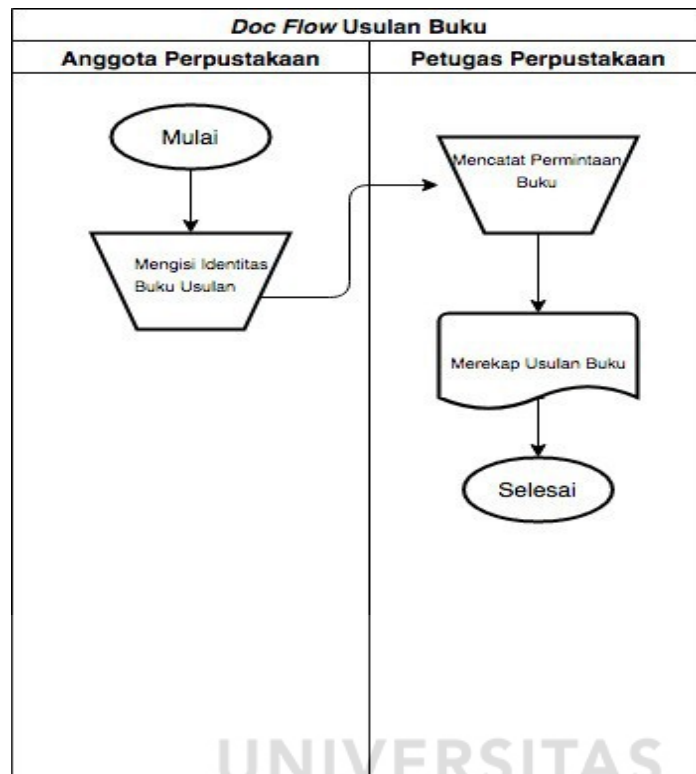 Doc Flow Usulan Buku
Anggota Perpustakaan
Petugas Perpustakaan
Mulai
Mengisi Identitas
Buku Usulan
Mencatat Permintaan
Buku
Merekap Usulan Buku
Selesai
UNIVERSITAS